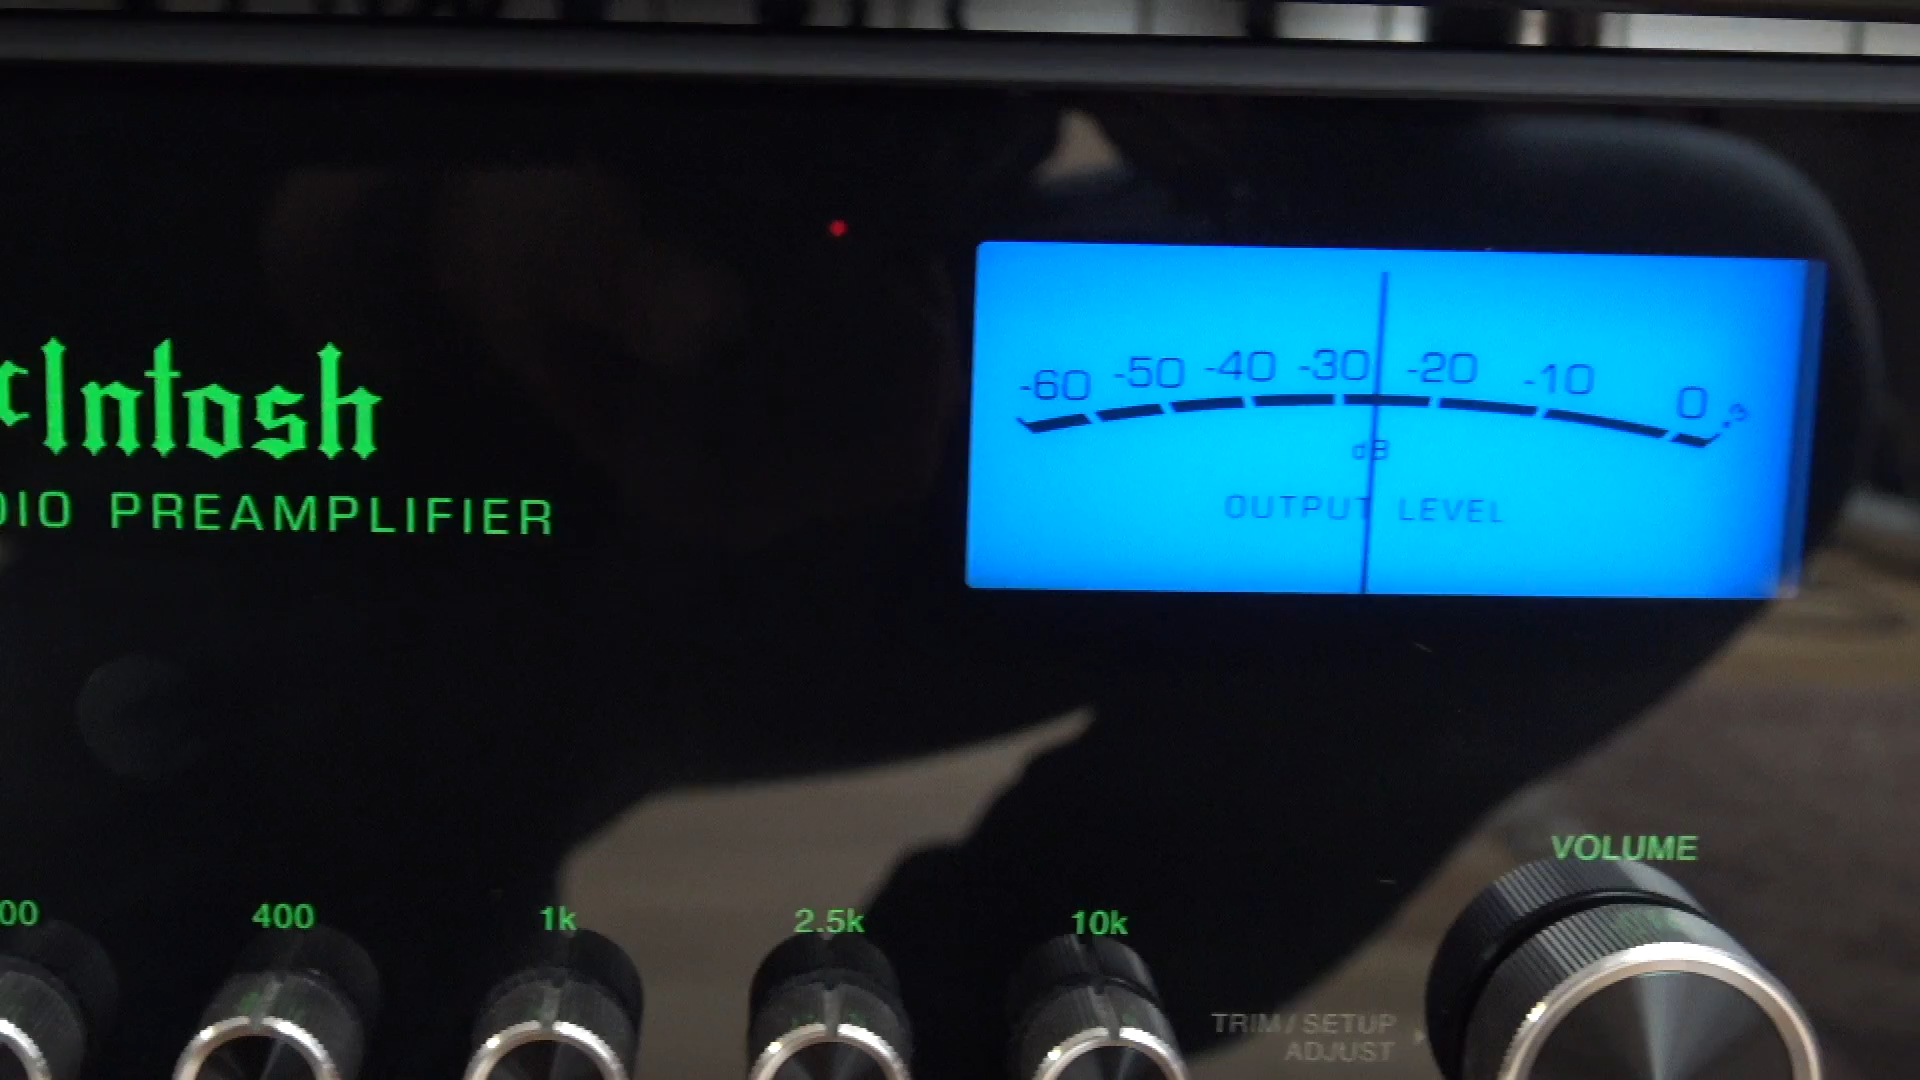 cIntosh
DIO PREAMPLIFIER
-60 -50 -40 -30 -20 -10 0 +3
dB
OUTPUT LEVEL
VOLUME
00 400 1k 2.5k 10k
TRIM/SETUP
ADJUST